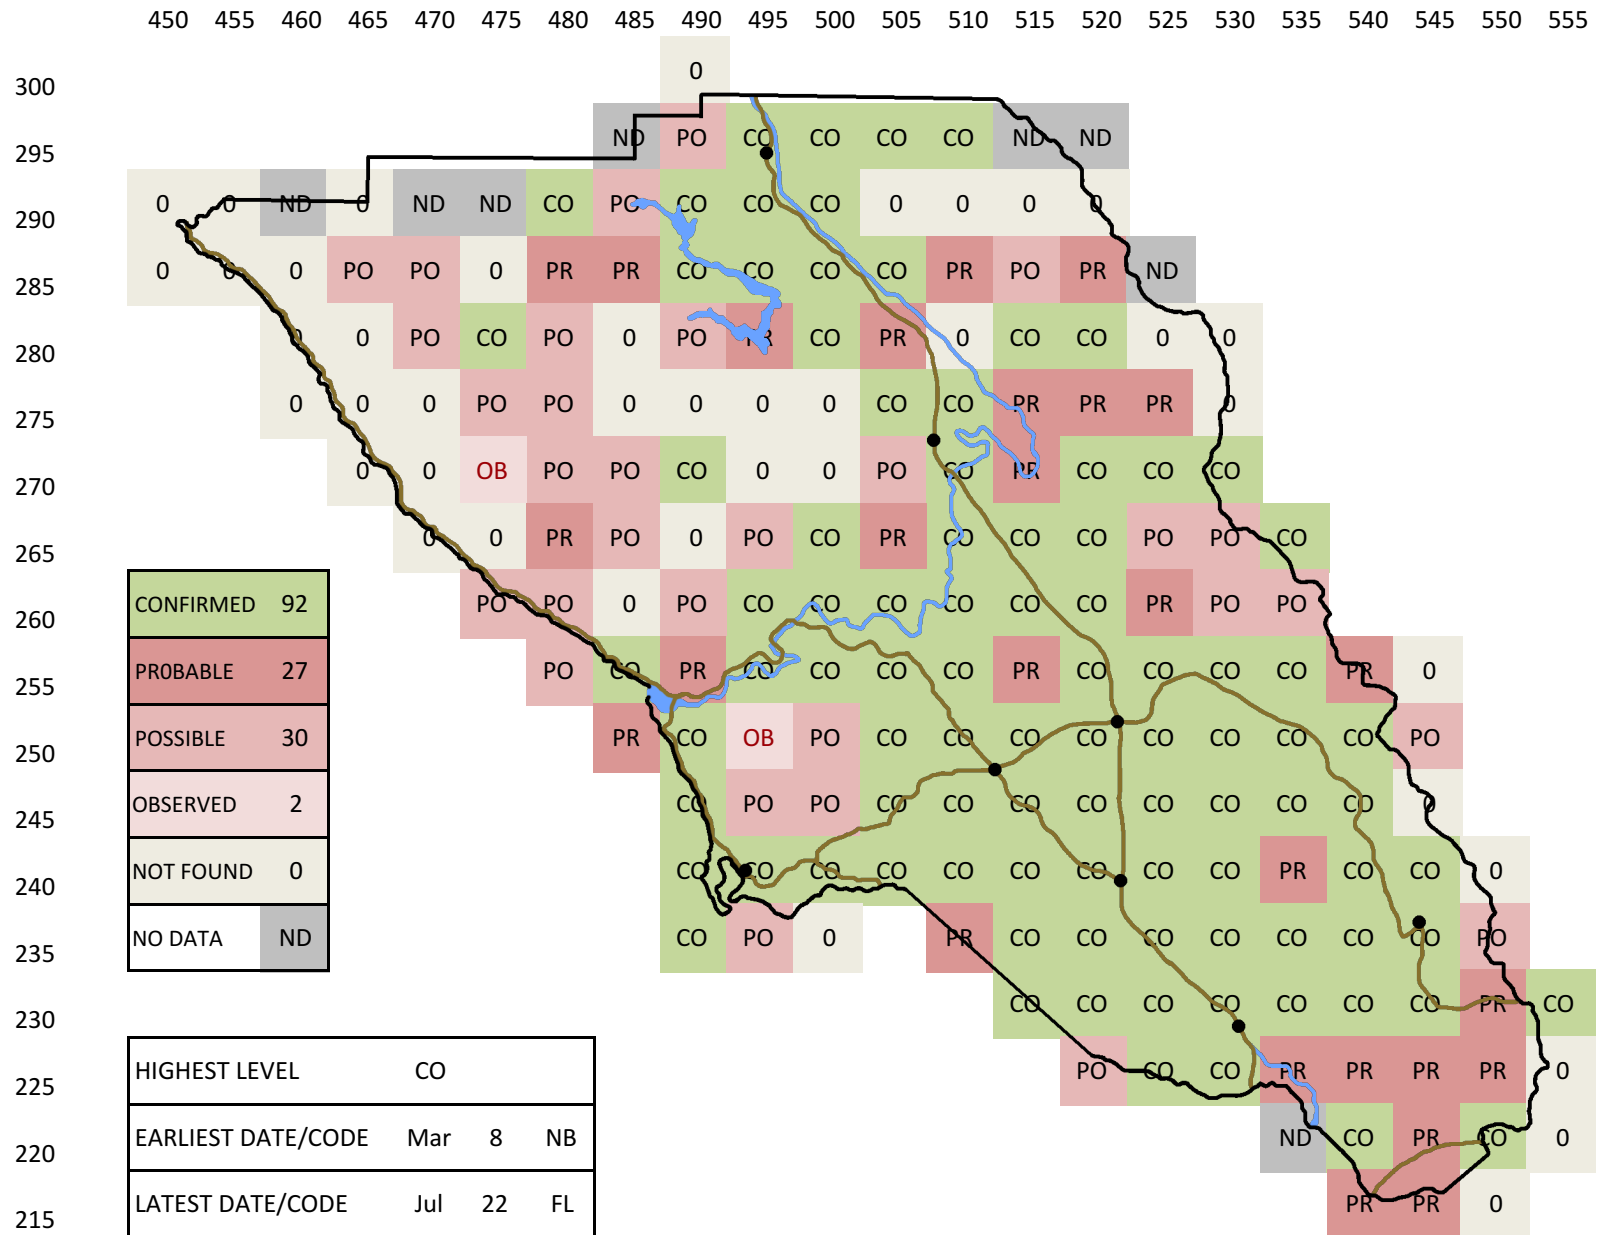 450 455 460 465 470 475 480 485 490 495 500 505 510 515 520 525 530 535 540 545 550 555
300 0
295 ND PO CO CO CO CO ND ND
290 0 0 ND 0 ND ND CO PO CO CO CO 0 0 0 0
285 0 0 0 PO PO 0 PR PR CO CO CO CO PR PO PR ND
280 0 0 PO CO PO 0 PO PR CO PR 0 CO CO 0 0
275 0 0 0 PO PO 0 0 0 0 CO CO PR PR PR 0
270 0 0 OB PO PO CO 0 0 PO CO PR CO CO CO
265 0 0 PR PO 0 PO CO PR CO CO CO PO PO CO
260 PO PO 0 PO CO CO CO CO CO CO PR PO PO
255 PO CO PR CO CO CO CO PR CO CO CO CO PR 0
250 PR CO OB PO CO CO CO CO CO CO CO CO PO
245 CO PO PO CO CO CO CO CO CO CO CO 0
240 CO CO CO CO CO CO CO CO CO PR CO CO 0
235 CO PO 0 PR CO CO CO CO CO CO CO PO
230 CO CO CO CO CO CO CO PR CO
225 PO CO CO PR PR PR PR 0
220 ND CO PR CO 0
215 PR PR 0
CONFIRMED 92
PR0BABLE 27
POSSIBLE 30
OBSERVED 2
NOT FOUND 0
NO DATA ND
HIGHEST LEVEL CO
EARLIEST DATE/CODE Mar 8 NB
LATEST DATE/CODE Jul 22 FL